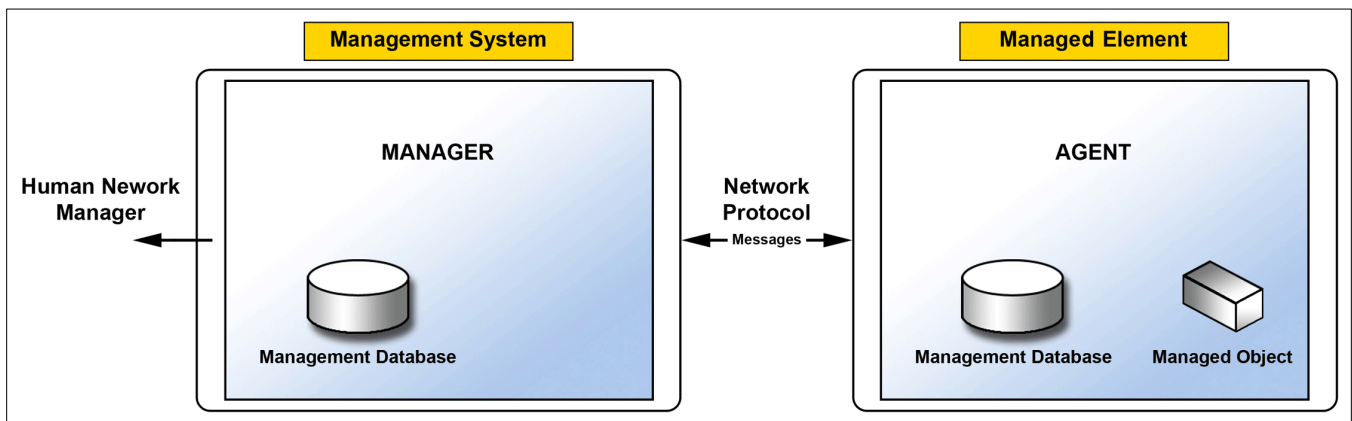 Management System
Managed Element
MANAGER
AGENT
Human Nework
Manager
Network
Protocol
Messages
Management Database
Management Database
Managed Object